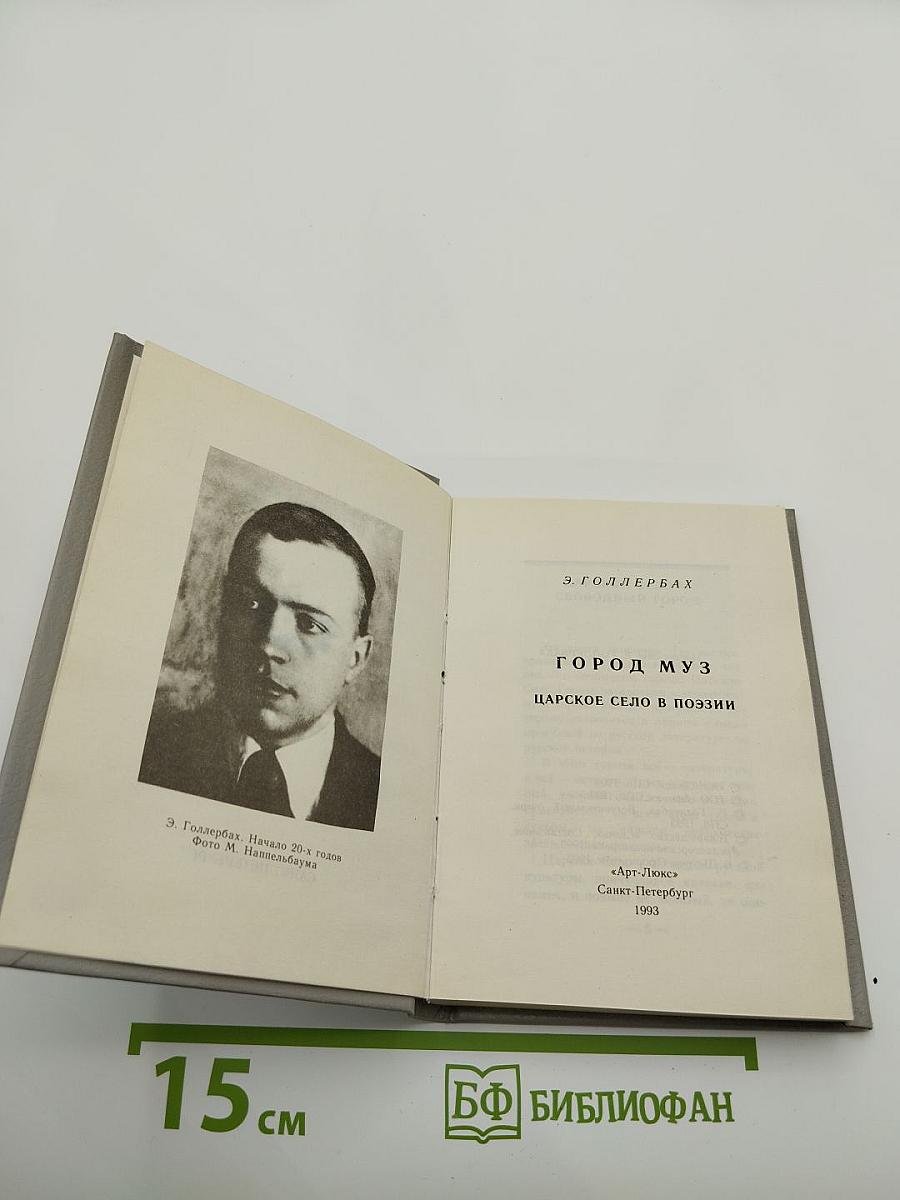 Э. Голлербах. Начало 20-х годов
Фото М. Наппельбаума
Э. ГОЛЛЕРБАХ
ГОРОД МУЗ
ЦАРСКОЕ СЕЛО В ПОЭЗИИ
«Арт-Люкс»
Санкт-Петербург
1993
15 см
БФ БИБЛИОФАН